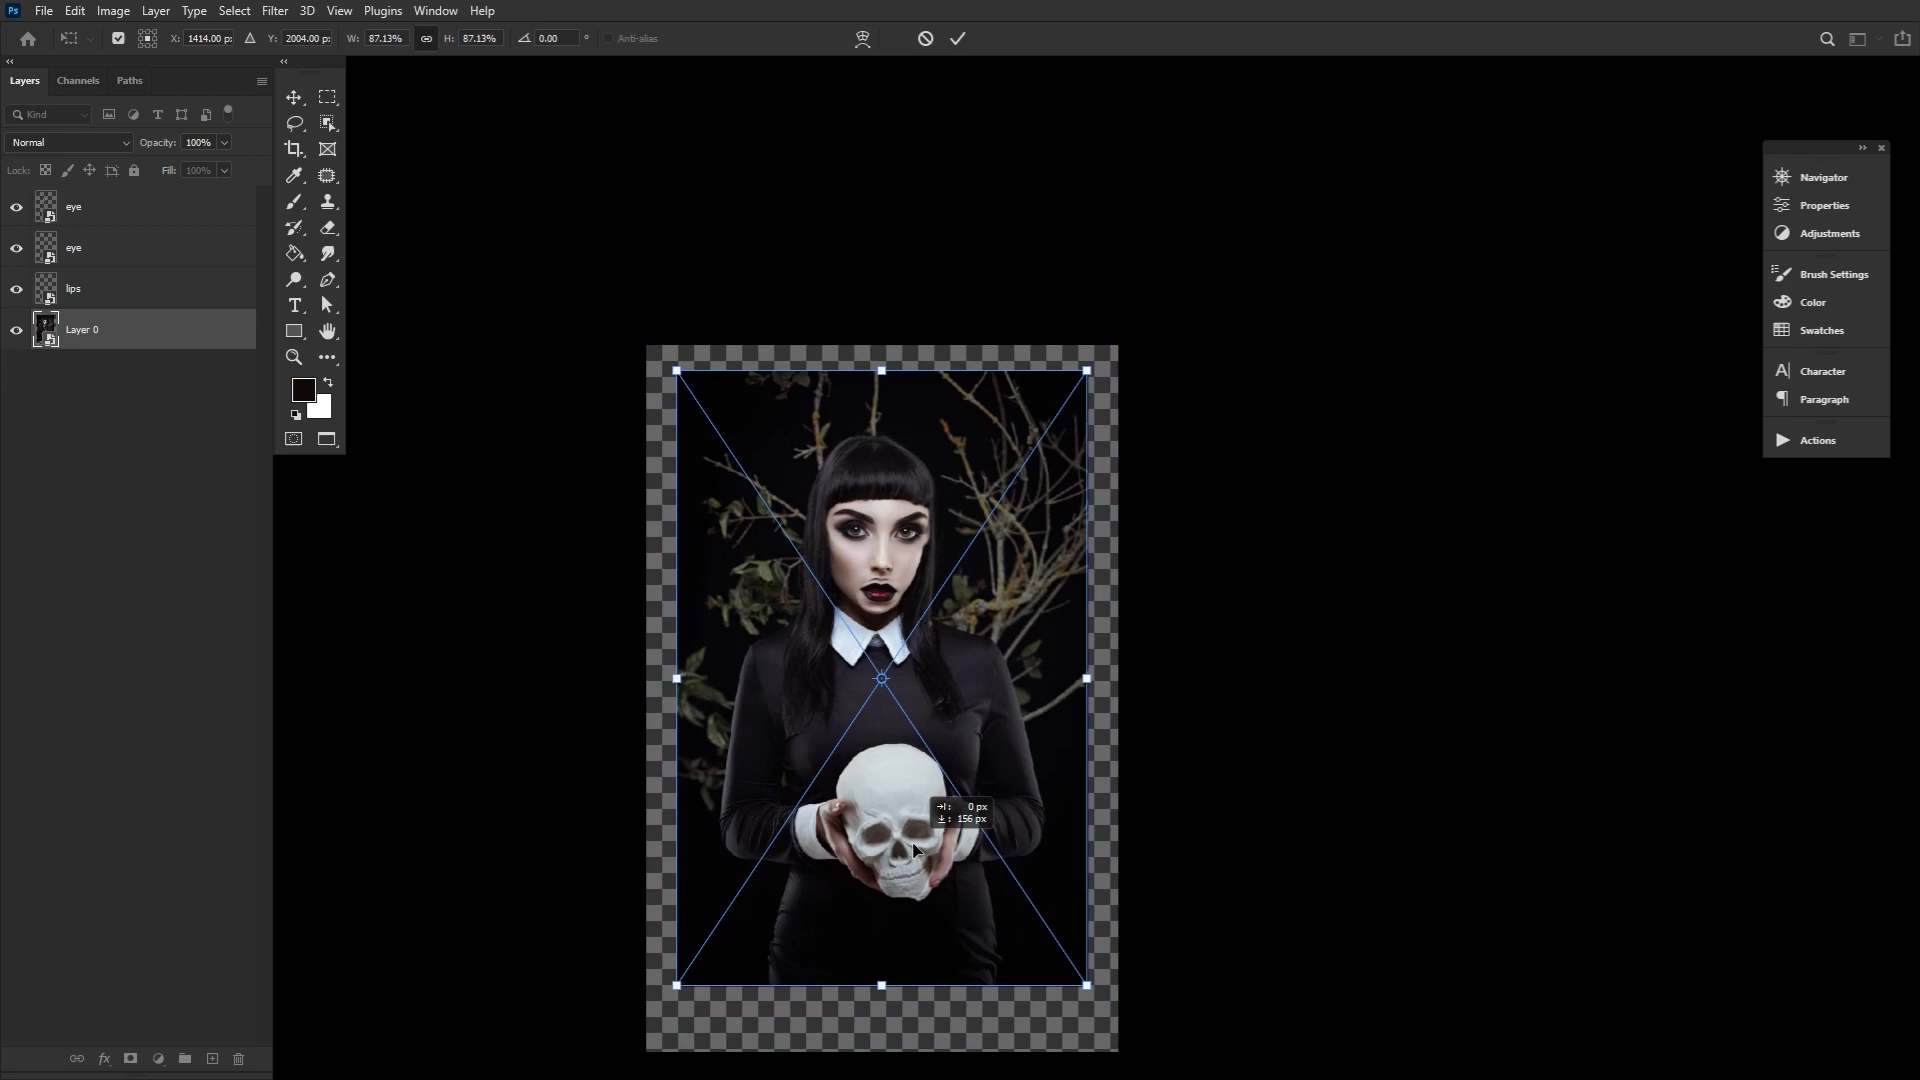 Ps File Edit Image Layer Type Select Filter 3D View Plugins Window Help
X: 1414.00 p: Y: 2004.00 p: W: 87.13% H: 87.13% 0.00 ° Anti-alias
Layers Channels Paths
Kind
Normal Opacity: 100%
Lock: Fill: 100%
eye
eye
lips
Layer 0
fx
Navigator
Properties
Adjustments
Brush Settings
Color
Swatches
Character
Paragraph
Actions
: 0 px
: 156 px